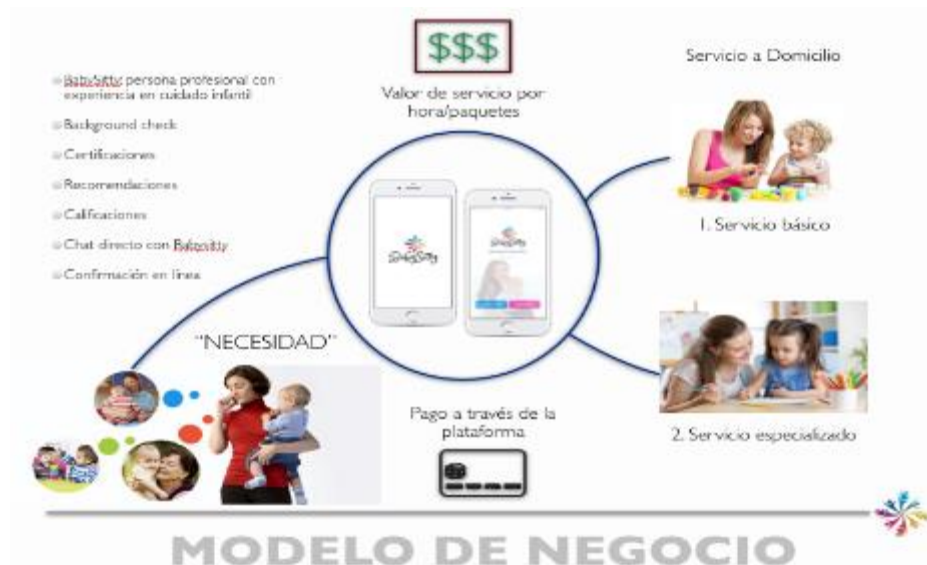 $$$
Valor de servicio por
hora/paquetes
Servicio a Domicilio
BabySitty: persona profesional con
experiencia en cuidado infantil
Background check
Certificaciones
Recomendaciones
Calificaciones
Chat directo con Babysitty
Confirmación en línea
BabySitty
BabySitty
1. Servicio básico
"NECESIDAD"
Pago a través de la
plataforma
2. Servicio especializado
MODELO DE NEGOCIO